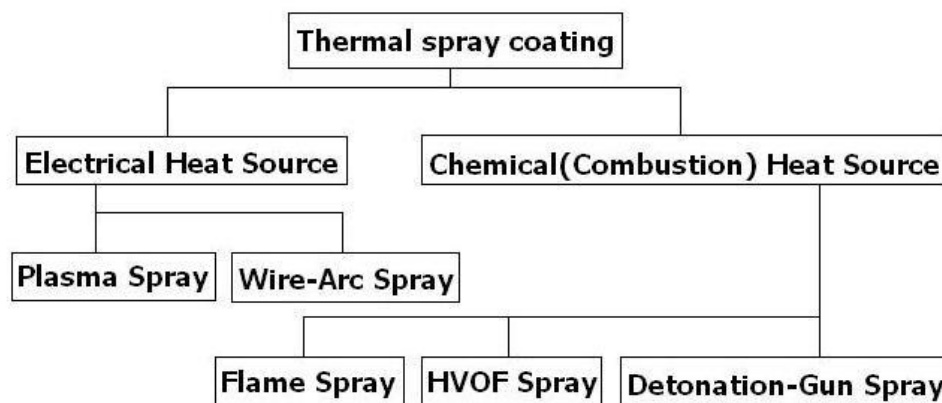 Thermal spray coating
Electrical Heat Source
Chemical(Combustion) Heat Source
Plasma Spray
Wire-Arc Spray
Flame Spray
HVOF Spray
Detonation-Gun Spray